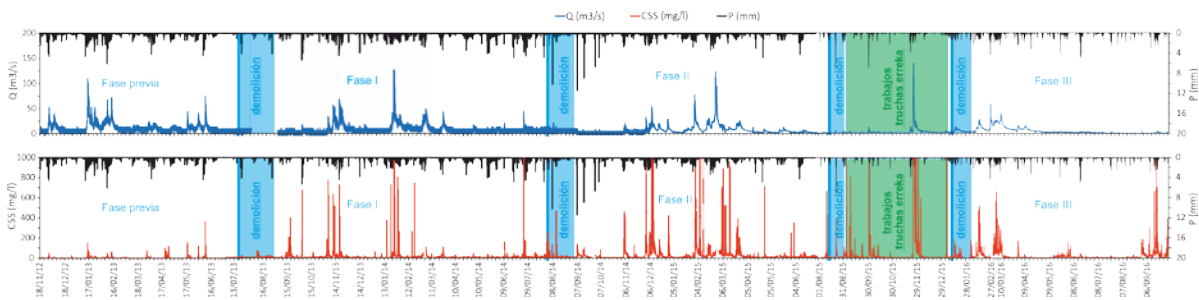 Q (m3/s) CSS (mg/l) P (mm)
200 150 100 50 0
Q (m3/s)
Fase previa
demolición
Fase I
demolición
Fase II
demolición
trabajos
truchas erreka
demolición
Fase III
0 4 8 12 16 20
P (mm)
1000 800 600 400 200 0
CSS (mg/l)
Fase previa
demolición
Fase I
demolición
Fase II
demolición
trabajos
truchas erreka
demolición
Fase III
0 4 8 12 16 20
P (mm)
18/11/12 18/12/12 17/01/13 16/02/13 18/03/13 17/04/13 17/05/13 16/06/13 13/07/13 16/08/13 15/09/13 15/10/13 14/11/13 14/12/13 13/01/14 12/02/14 11/03/14 10/04/14 10/05/14 09/06/14 09/07/14 08/08/14 07/09/14 07/10/14 06/11/14 06/12/14 05/01/15 04/02/15 06/03/15 05/04/15 05/05/15 04/06/15 01/08/15 31/08/15 30/09/15 30/10/15 29/11/15 29/12/15 28/01/16 27/02/16 10/03/16 09/04/16 09/05/16 08/06/16 08/07/16 07/08/16 06/09/16